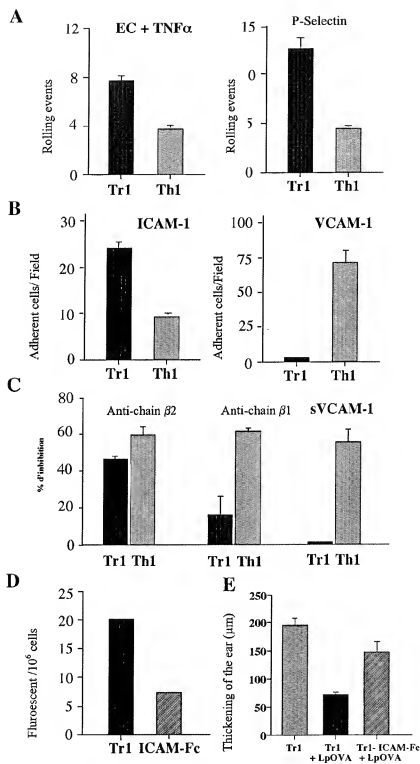 A
EC + TNFα
P-Selectin
Rolling events
12
8
4
0
Tr1 Th1
Rolling events
15
0
5
0
Tr1 Th1
B
ICAM-1
VCAM-1
Adherent cells/ Field
30
20
10
0
Tr1 Th1
Adherent cells/Field
100
75
50
25
0
Tr1 Th1
C
Anti-chain β2
Anti-chain β1
sVCAM-1
% d'inhibition
60
40
20
0
Tr1 Th1
Tr1 Th1
Tr1 Th1
D
Fluroescent /10⁶ cells
25
20
15
10
5
0
Tr1 ICAM-Fc
E
Thickening of the ear (µm)
250
200
150
100
50
0
Tr1
Tr1
+ LpOVA
Tr1- ICAM-Fc
+ LpOVA